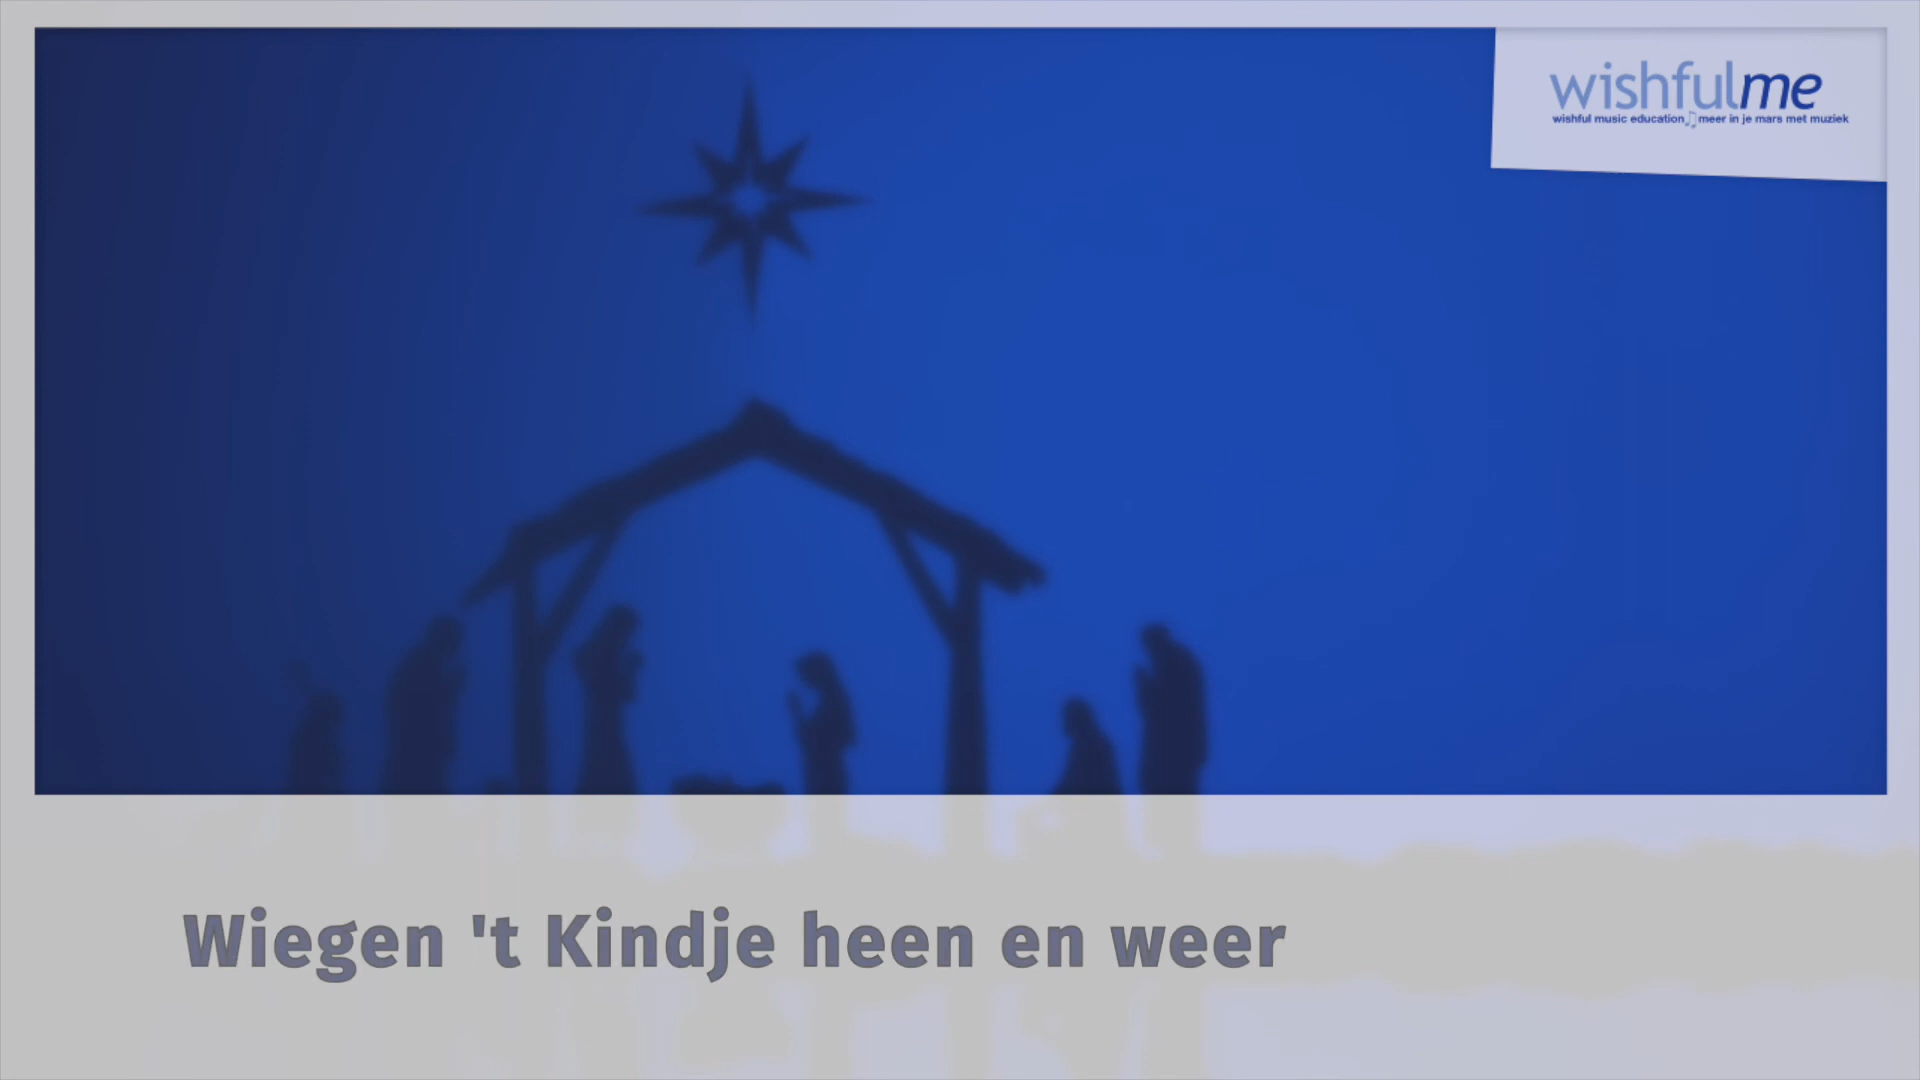 wishfulme
wishful music education♫meer in je mars met muziek
Wiegen 't Kindje heen en weer